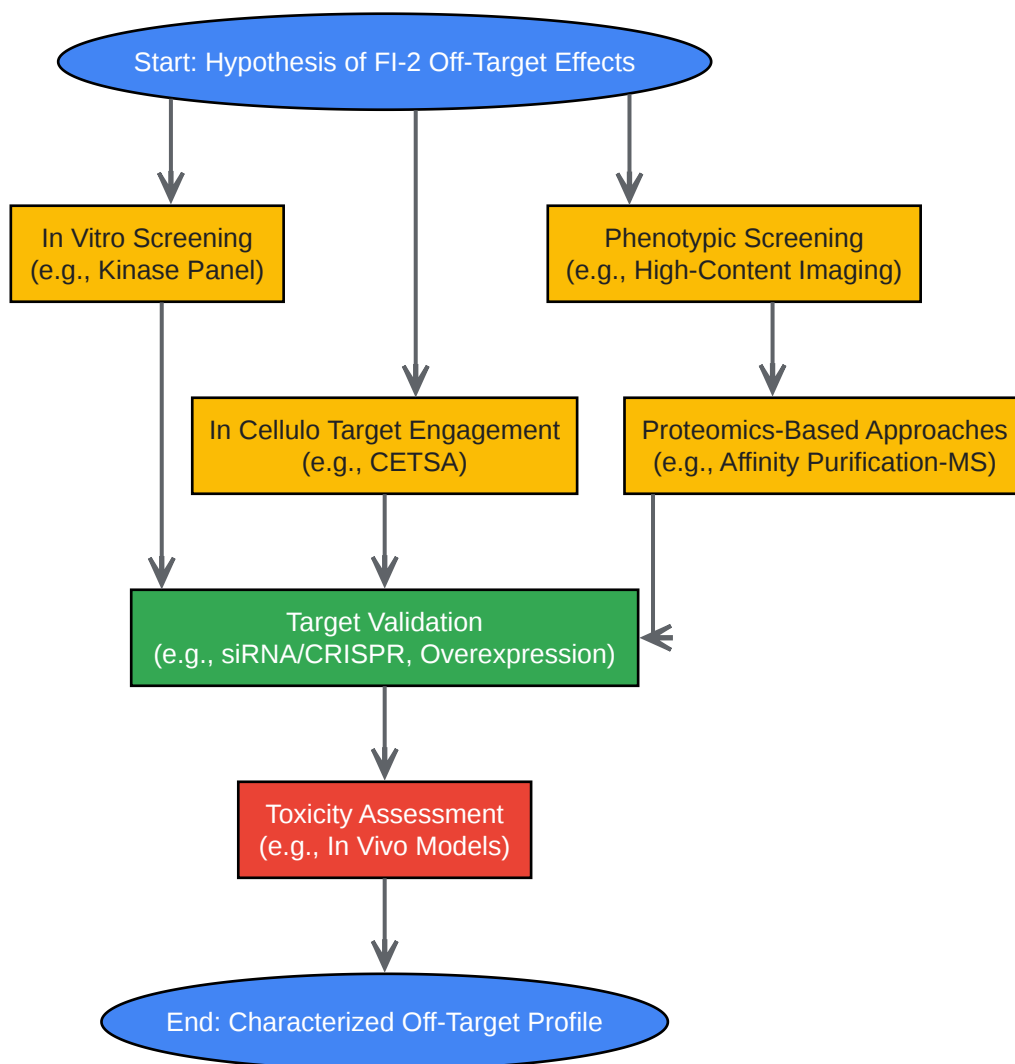 Start: Hypothesis of FI-2 Off-Target Effects
In Vitro Screening
(e.g., Kinase Panel)
Phenotypic Screening
(e.g., High-Content Imaging)
In Cellulo Target Engagement
(e.g., CETSA)
Proteomics-Based Approaches
(e.g., Affinity Purification-MS)
Target Validation
(e.g., siRNA/CRISPR, Overexpression)
Toxicity Assessment
(e.g., In Vivo Models)
End: Characterized Off-Target Profile